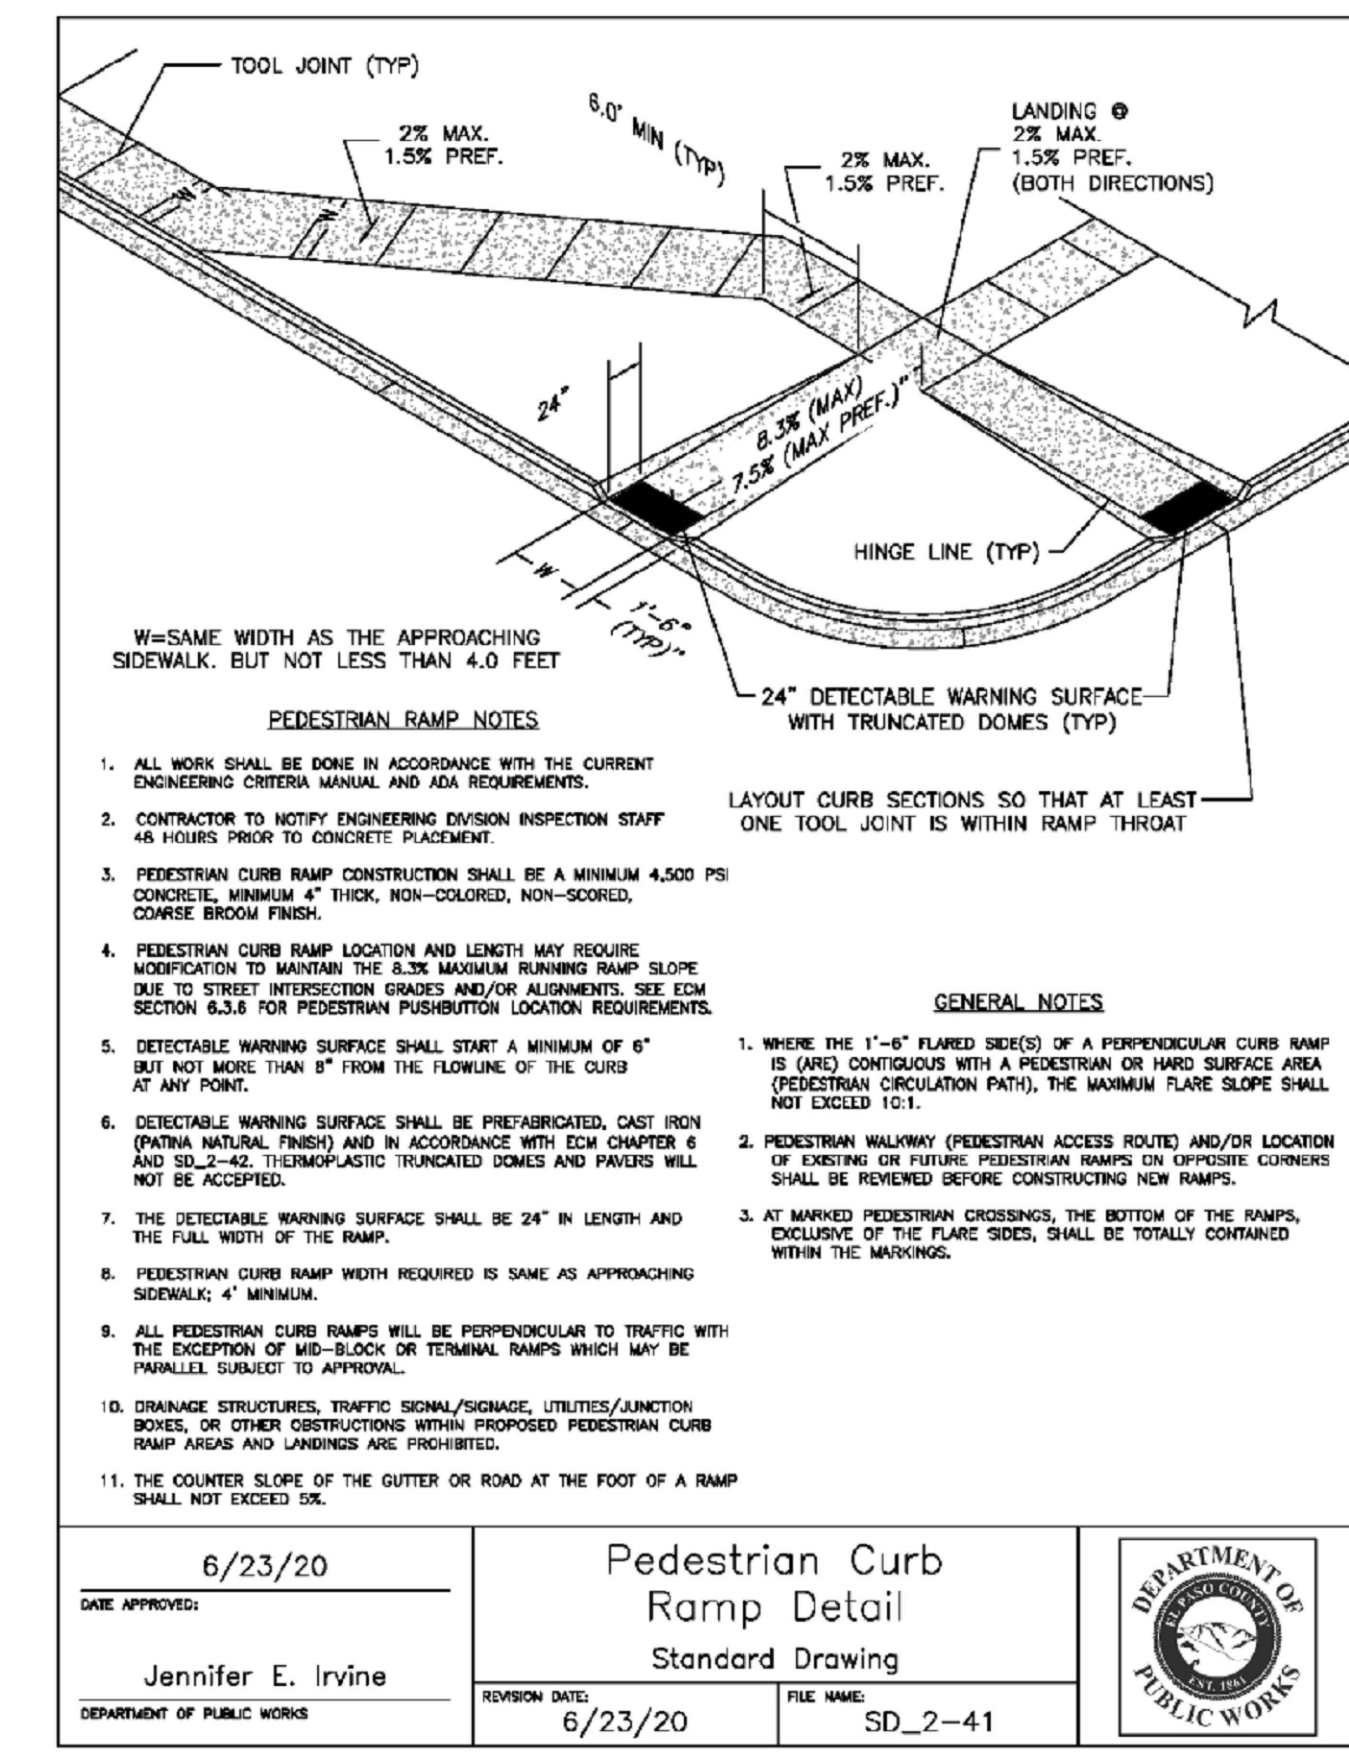 TOOL JOINT (TYP)
2% MAX.
1.5% PREF.
6.0' MIN (TYP)
2% MAX.
1.5% PREF.
LANDING @
2% MAX.
1.5% PREF.
(BOTH DIRECTIONS)
"W"
"W"
24"
8.3% (MAX)
7.5% (MAX PREF.)"
W
1'-6"
(TYP)"
HINGE LINE (TYP)
W=SAME WIDTH AS THE APPROACHING
SIDEWALK. BUT NOT LESS THAN 4.0 FEET
24" DETECTABLE WARNING SURFACE
WITH TRUNCATED DOMES (TYP)
LAYOUT CURB SECTIONS SO THAT AT LEAST
ONE TOOL JOINT IS WITHIN RAMP THROAT
PEDESTRIAN RAMP NOTES
1. ALL WORK SHALL BE DONE IN ACCORDANCE WITH THE CURRENT
ENGINEERING CRITERIA MANUAL AND ADA REQUIREMENTS.
2. CONTRACTOR TO NOTIFY ENGINEERING DIVISION INSPECTION STAFF
48 HOURS PRIOR TO CONCRETE PLACEMENT.
3. PEDESTRIAN CURB RAMP CONSTRUCTION SHALL BE A MINIMUM 4,500 PSI
CONCRETE, MINIMUM 4" THICK, NON-COLORED, NON-SCORED,
COARSE BROOM FINISH.
4. PEDESTRIAN CURB RAMP LOCATION AND LENGTH MAY REQUIRE
MODIFICATION TO MAINTAIN THE 8.3% MAXIMUM RUNNING RAMP SLOPE
DUE TO STREET INTERSECTION GRADES AND/OR ALIGNMENTS. SEE ECM
SECTION 6.3.6 FOR PEDESTRIAN PUSHBUTTON LOCATION REQUIREMENTS.
5. DETECTABLE WARNING SURFACE SHALL START A MINIMUM OF 6"
BUT NOT MORE THAN 8" FROM THE FLOWLINE OF THE CURB
AT ANY POINT.
6. DETECTABLE WARNING SURFACE SHALL BE PREFABRICATED, CAST IRON
(PATINA NATURAL FINISH) AND IN ACCORDANCE WITH ECM CHAPTER 6
AND SD_2-42. THERMOPLASTIC TRUNCATED DOMES AND PAVERS WILL
NOT BE ACCEPTED.
7. THE DETECTABLE WARNING SURFACE SHALL BE 24" IN LENGTH AND
THE FULL WIDTH OF THE RAMP.
8. PEDESTRIAN CURB RAMP WIDTH REQUIRED IS SAME AS APPROACHING
SIDEWALK; 4' MINIMUM.
9. ALL PEDESTRIAN CURB RAMPS WILL BE PERPENDICULAR TO TRAFFIC WITH
THE EXCEPTION OF MID-BLOCK OR TERMINAL RAMPS WHICH MAY BE
PARALLEL SUBJECT TO APPROVAL.
10. DRAINAGE STRUCTURES, TRAFFIC SIGNAL/SIGNAGE, UTILITIES/JUNCTION
BOXES, OR OTHER OBSTRUCTIONS WITHIN PROPOSED PEDESTRIAN CURB
RAMP AREAS AND LANDINGS ARE PROHIBITED.
11. THE COUNTER SLOPE OF THE GUTTER OR ROAD AT THE FOOT OF A RAMP
SHALL NOT EXCEED 5%.
GENERAL NOTES
1. WHERE THE 1'-6" FLARED SIDE(S) OF A PERPENDICULAR CURB RAMP
IS (ARE) CONTIGUOUS WITH A PEDESTRIAN OR HARD SURFACE AREA
(PEDESTRIAN CIRCULATION PATH), THE MAXIMUM FLARE SLOPE SHALL
NOT EXCEED 10:1.
2. PEDESTRIAN WALKWAY (PEDESTRIAN ACCESS ROUTE) AND/OR LOCATION
OF EXISTING OR FUTURE PEDESTRIAN RAMPS ON OPPOSITE CORNERS
SHALL BE REVIEWED BEFORE CONSTRUCTING NEW RAMPS.
3. AT MARKED PEDESTRIAN CROSSINGS, THE BOTTOM OF THE RAMPS,
EXCLUSIVE OF THE FLARE SIDES, SHALL BE TOTALLY CONTAINED
WITHIN THE MARKINGS.
6/23/20
DATE APPROVED:
Jennifer E. Irvine
DEPARTMENT OF PUBLIC WORKS
Pedestrian Curb
Ramp Detail
Standard Drawing
REVISION DATE:
6/23/20
FILE NAME:
SD_2-41
DEPARTMENT OF
EL PASO COUNTY
EST. 1861
PUBLIC WORKS